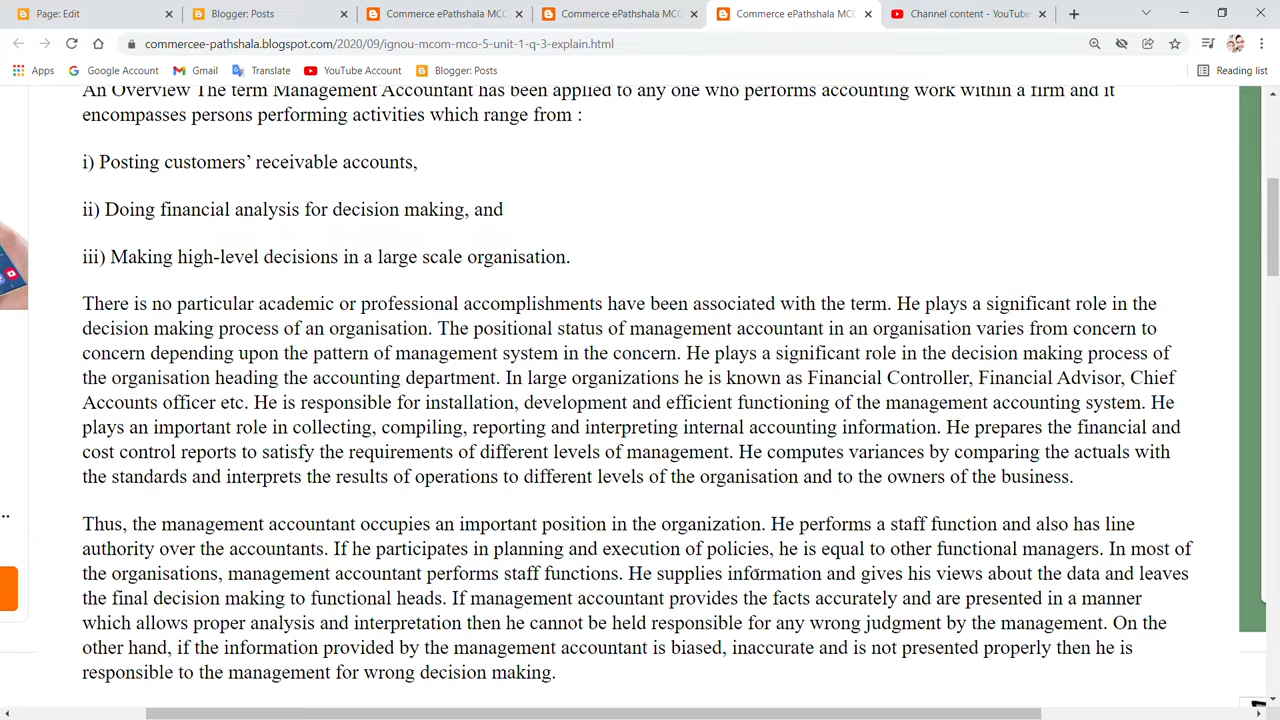 Page: Edit
Blogger: Posts
Commerce ePathshala MCC
Commerce ePathshala MCC
Commerce ePathshala MCC
Channel content - YouTube
commercee-pathshala.blogspot.com/2020/09/ignou-mcom-mco-5-unit-1-q-3-explain.html
Apps
Google Account
Gmail
Translate
YouTube Account
Blogger: Posts
Reading list
An Overview The term Management Accountant has been applied to any one who performs accounting work within a firm and it
encompasses persons performing activities which range from :
i) Posting customers’ receivable accounts,
ii) Doing financial analysis for decision making, and
iii) Making high-level decisions in a large scale organisation.
There is no particular academic or professional accomplishments have been associated with the term. He plays a significant role in the
decision making process of an organisation. The positional status of management accountant in an organisation varies from concern to
concern depending upon the pattern of management system in the concern. He plays a significant role in the decision making process of
the organisation heading the accounting department. In large organizations he is known as Financial Controller, Financial Advisor, Chief
Accounts officer etc. He is responsible for installation, development and efficient functioning of the management accounting system. He
plays an important role in collecting, compiling, reporting and interpreting internal accounting information. He prepares the financial and
cost control reports to satisfy the requirements of different levels of management. He computes variances by comparing the actuals with
the standards and interprets the results of operations to different levels of the organisation and to the owners of the business.
..
Thus, the management accountant occupies an important position in the organization. He performs a staff function and also has line
authority over the accountants. If he participates in planning and execution of policies, he is equal to other functional managers. In most of
the organisations, management accountant performs staff functions. He supplies information and gives his views about the data and leaves
the final decision making to functional heads. If management accountant provides the facts accurately and are presented in a manner
which allows proper analysis and interpretation then he cannot be held responsible for any wrong judgment by the management. On the
other hand, if the information provided by the management accountant is biased, inaccurate and is not presented properly then he is
responsible to the management for wrong decision making.